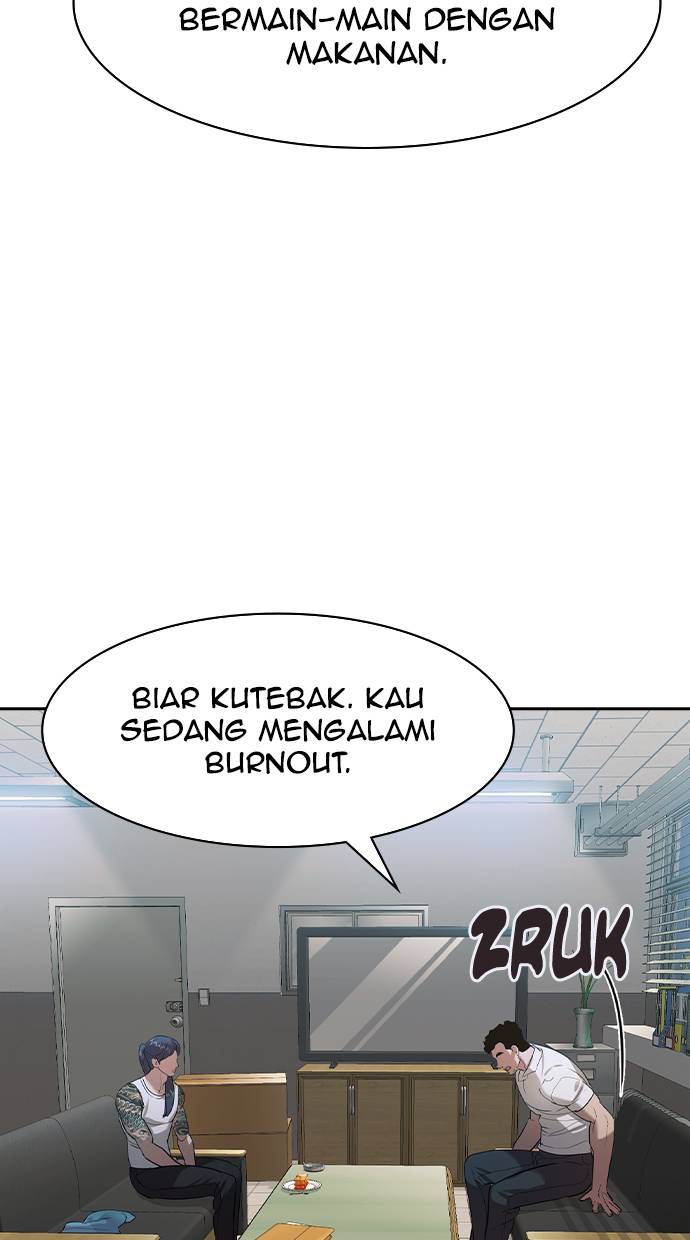 BERMAIN-MAIN DENGAN
MAKANAN.
BIAR KUTEBAK. KAU
SEDANG MENGALAMI
BURNOUT.
ZRUK